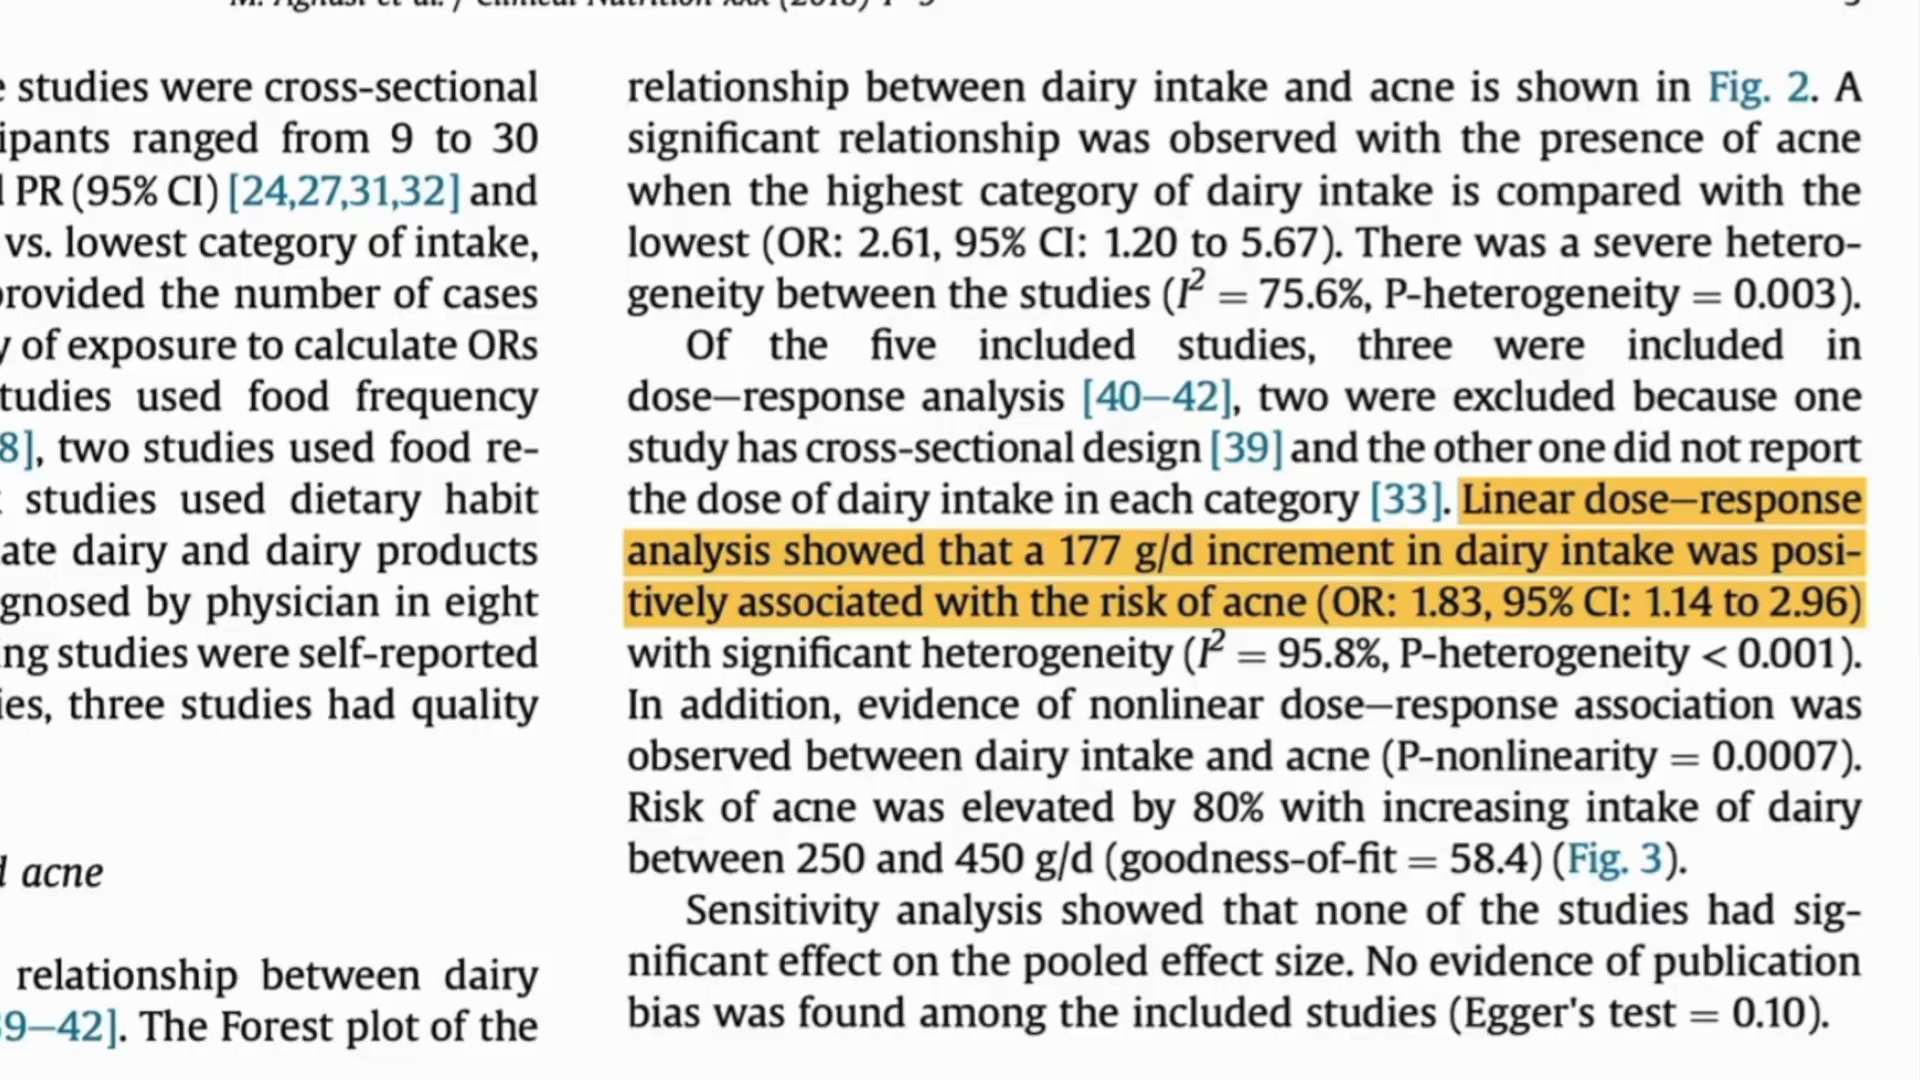 M. Aghasi et al. / Clinical Nutrition xxx (2018) 1–9
studies were cross-sectional
ranged from 9 to 30
PR (95% CI) [24,27,31,32] and
vs. lowest category of intake,
the number of cases
of exposure to calculate ORs
used food frequency
8], two studies used food re-
studies used dietary habit
dairy and dairy products
by physician in eight
studies were self-reported
three studies had quality
acne
relationship between dairy
9–42]. The Forest plot of the
relationship between dairy intake and acne is shown in Fig. 2. A
significant relationship was observed with the presence of acne
when the highest category of dairy intake is compared with the
lowest (OR: 2.61, 95% CI: 1.20 to 5.67). There was a severe hetero-
geneity between the studies (I² = 75.6%, P-heterogeneity = 0.003).
Of the five included studies, three were included in
dose–response analysis [40–42], two were excluded because one
study has cross-sectional design [39] and the other one did not report
the dose of dairy intake in each category [33]. Linear dose–response
analysis showed that a 177 g/d increment in dairy intake was posi-
tively associated with the risk of acne (OR: 1.83, 95% CI: 1.14 to 2.96)
with significant heterogeneity (I² = 95.8%, P-heterogeneity < 0.001).
In addition, evidence of nonlinear dose–response association was
observed between dairy intake and acne (P-nonlinearity = 0.0007).
Risk of acne was elevated by 80% with increasing intake of dairy
between 250 and 450 g/d (goodness-of-fit = 58.4) (Fig. 3).
Sensitivity analysis showed that none of the studies had sig-
nificant effect on the pooled effect size. No evidence of publication
bias was found among the included studies (Egger's test = 0.10).